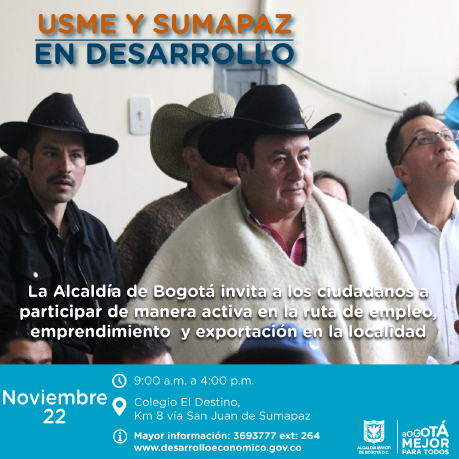 USME Y SUMAPAZ
EN DESARROLLO
La Alcaldía de Bogotá invita a los ciudadanos a
participar de manera activa en la ruta de empleo,
emprendimiento y exportación en la localidad
Noviembre
22
9:00 a.m. a 4:00 p.m.
Colegio El Destino,
Km 8 vía San Juan de Sumapaz
Mayor información: 3693777 ext: 264
www.desarrolloeconomico.gov.co
ALCALDÍA MAYOR
DE BOGOTÁ D.C.
BOGOTÁ
MEJOR
PARA TODOS